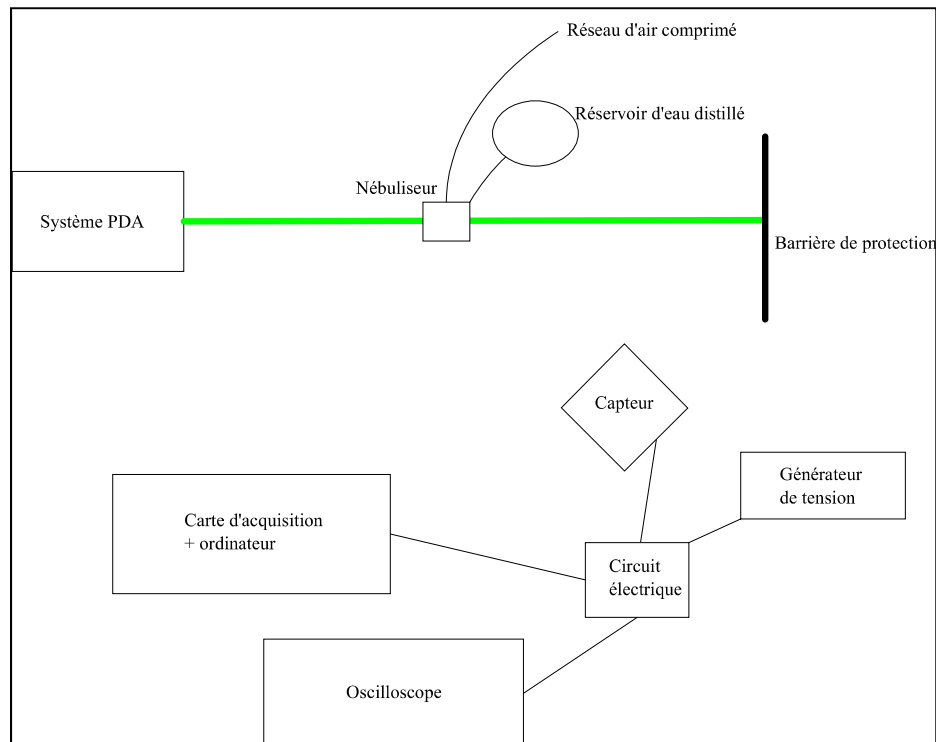 Réseau d'air comprimé
Réservoir d'eau distillé
Nébuliseur
Système PDA
Barrière de protection
Capteur
Générateur
de tension
Carte d'acquisition
+ ordinateur
Circuit
électrique
Oscilloscope